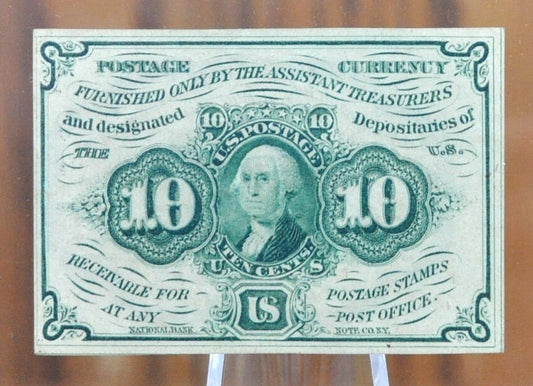 POSTAGE CURRENCY
FURNISHED ONLY BY THE ASSISTANT TREASURERS
and designated Depositaries of
THE U.S.
10 10
U.S. POSTAGE
10 10
TEN CENTS.
U S
RECEIVABLE FOR POSTAGE STAMPS
AT ANY POST OFFICE.
US
NATIONAL BANK NOTE CO. N.Y.